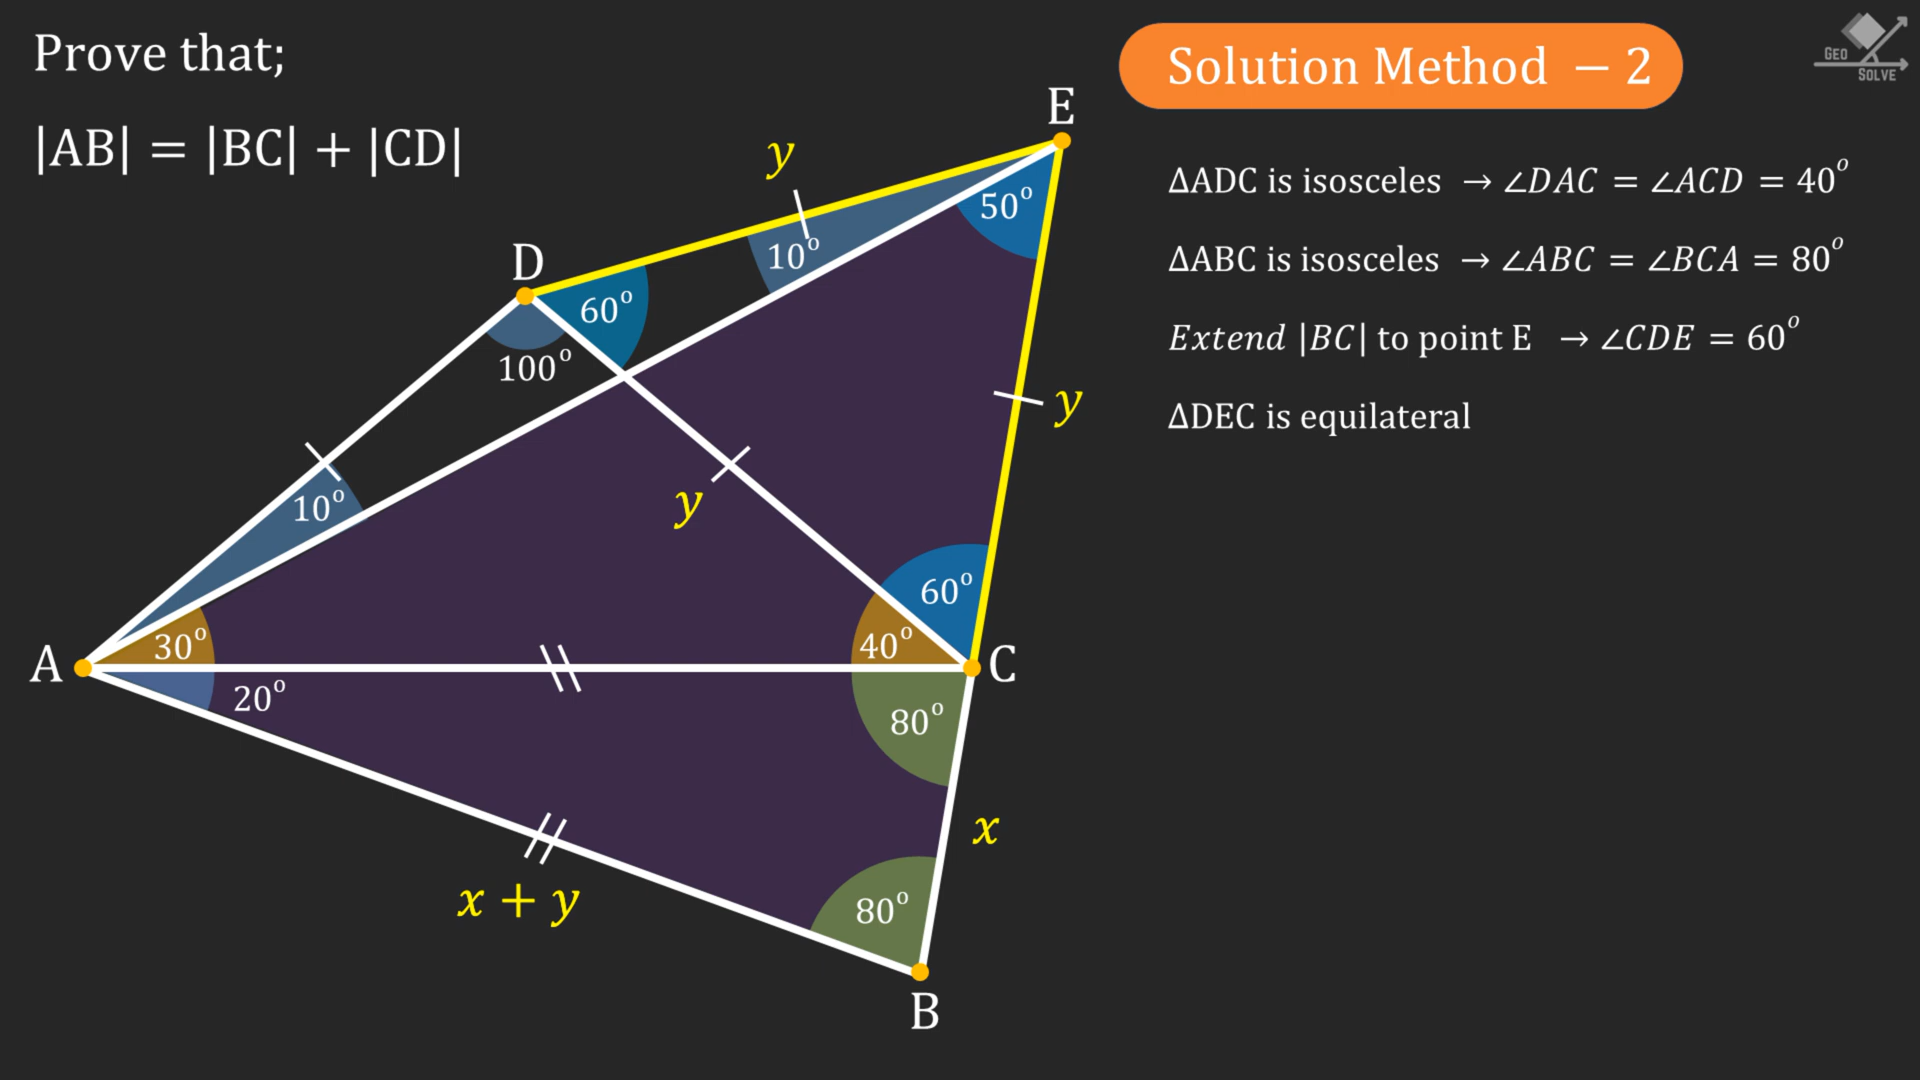 Prove that;
|AB| = |BC| + |CD|
Solution Method – 2
GEO
SOLVE
ΔADC is isosceles → ∠DAC = ∠ACD = 40°
ΔABC is isosceles → ∠ABC = ∠BCA = 80°
Extend |BC| to point E → ∠CDE = 60°
ΔDEC is equilateral
E
y
50°
10°
D
60°
100°
y
y
10°
60°
30°
40°
A
C
20°
80°
x
x + y
80°
B